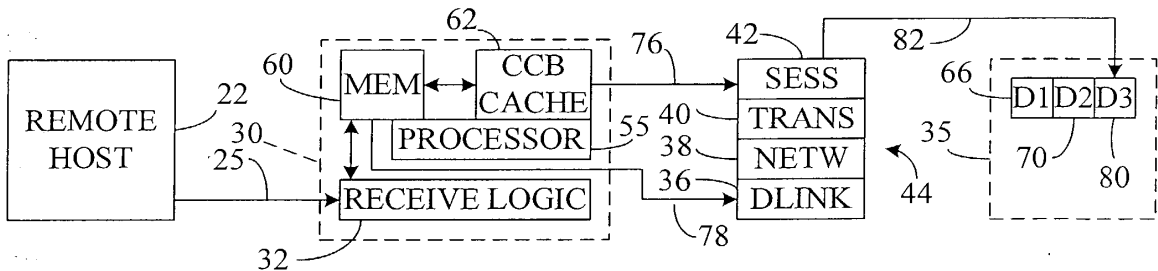 62
42
76
82
60
MEM
CCB
CACHE
SESS
66
D1 D2 D3
REMOTE
HOST
22
30
PROCESSOR
55
40
TRANS
35
70
80
25
38
NETW
44
RECEIVE LOGIC
36
DLINK
32
78